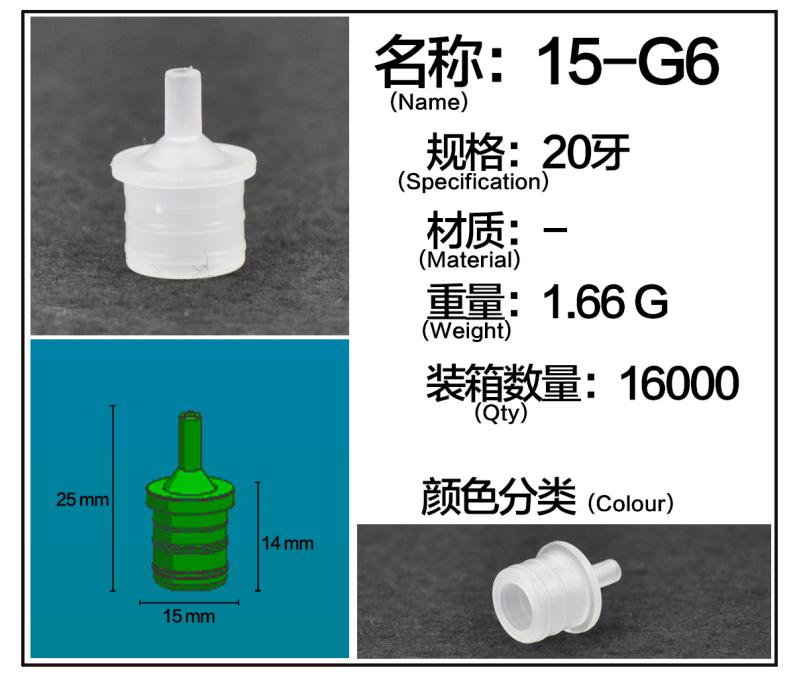 名称：15-G6
(Name)
规格：20牙
(Specification)
材质：-
(Material)
重量：1.66 G
(Weight)
装箱数量：16000
(Qty)
颜色分类 (Colour)
25 mm
14 mm
15 mm